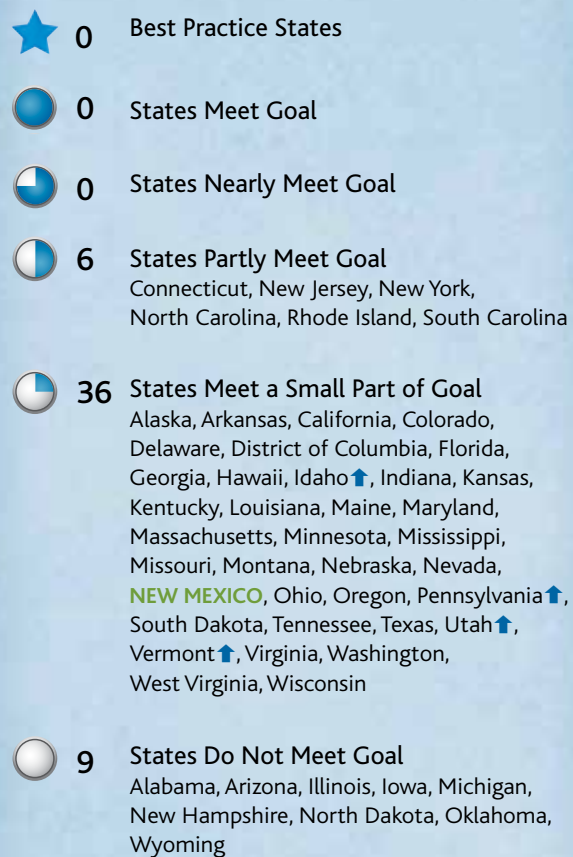 0 Best Practice States
0 States Meet Goal
0 States Nearly Meet Goal
6 States Partly Meet Goal
Connecticut, New Jersey, New York,
North Carolina, Rhode Island, South Carolina
36 States Meet a Small Part of Goal
Alaska, Arkansas, California, Colorado,
Delaware, District of Columbia, Florida,
Georgia, Hawaii, Idaho⬆, Indiana, Kansas,
Kentucky, Louisiana, Maine, Maryland,
Massachusetts, Minnesota, Mississippi,
Missouri, Montana, Nebraska, Nevada,
NEW MEXICO, Ohio, Oregon, Pennsylvania⬆,
South Dakota, Tennessee, Texas, Utah⬆,
Vermont⬆, Virginia, Washington,
West Virginia, Wisconsin
9 States Do Not Meet Goal
Alabama, Arizona, Illinois, Iowa, Michigan,
New Hampshire, North Dakota, Oklahoma,
Wyoming